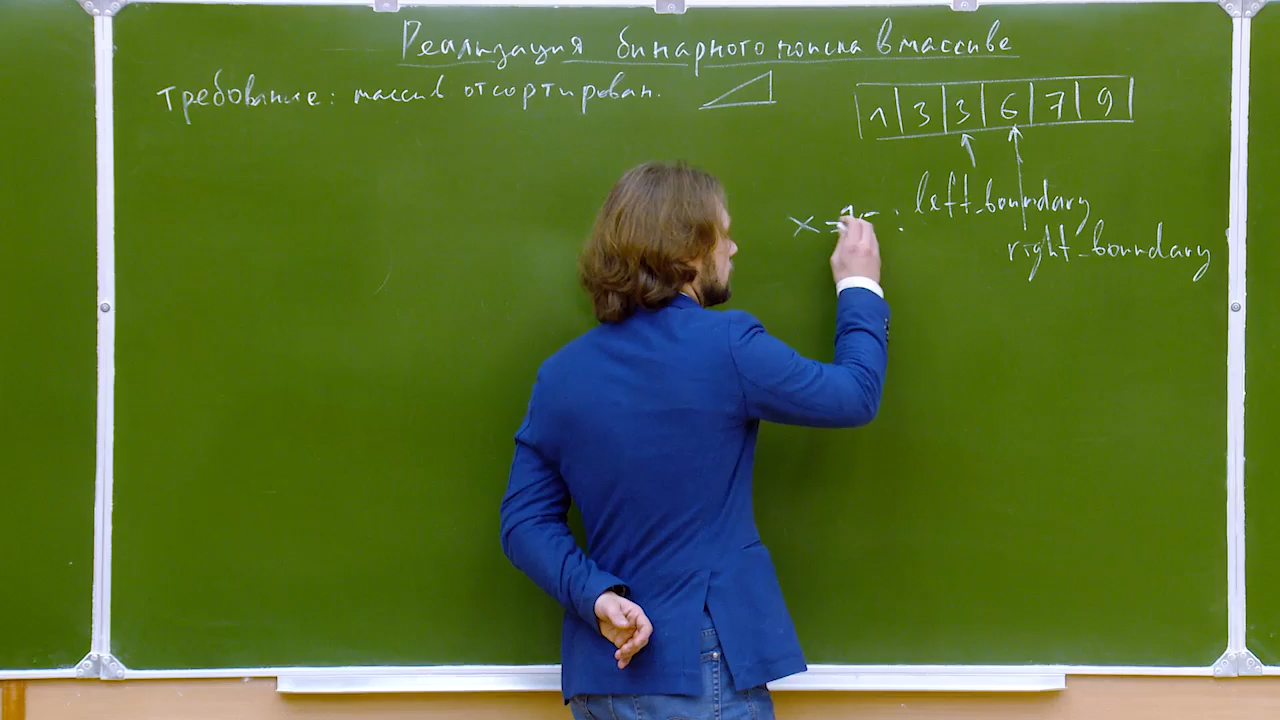 Реализация бинарного поиска в массиве
Требование: массив отсортирован.
1 3 3 6 7 9
x = : left_boundary
right_boundary